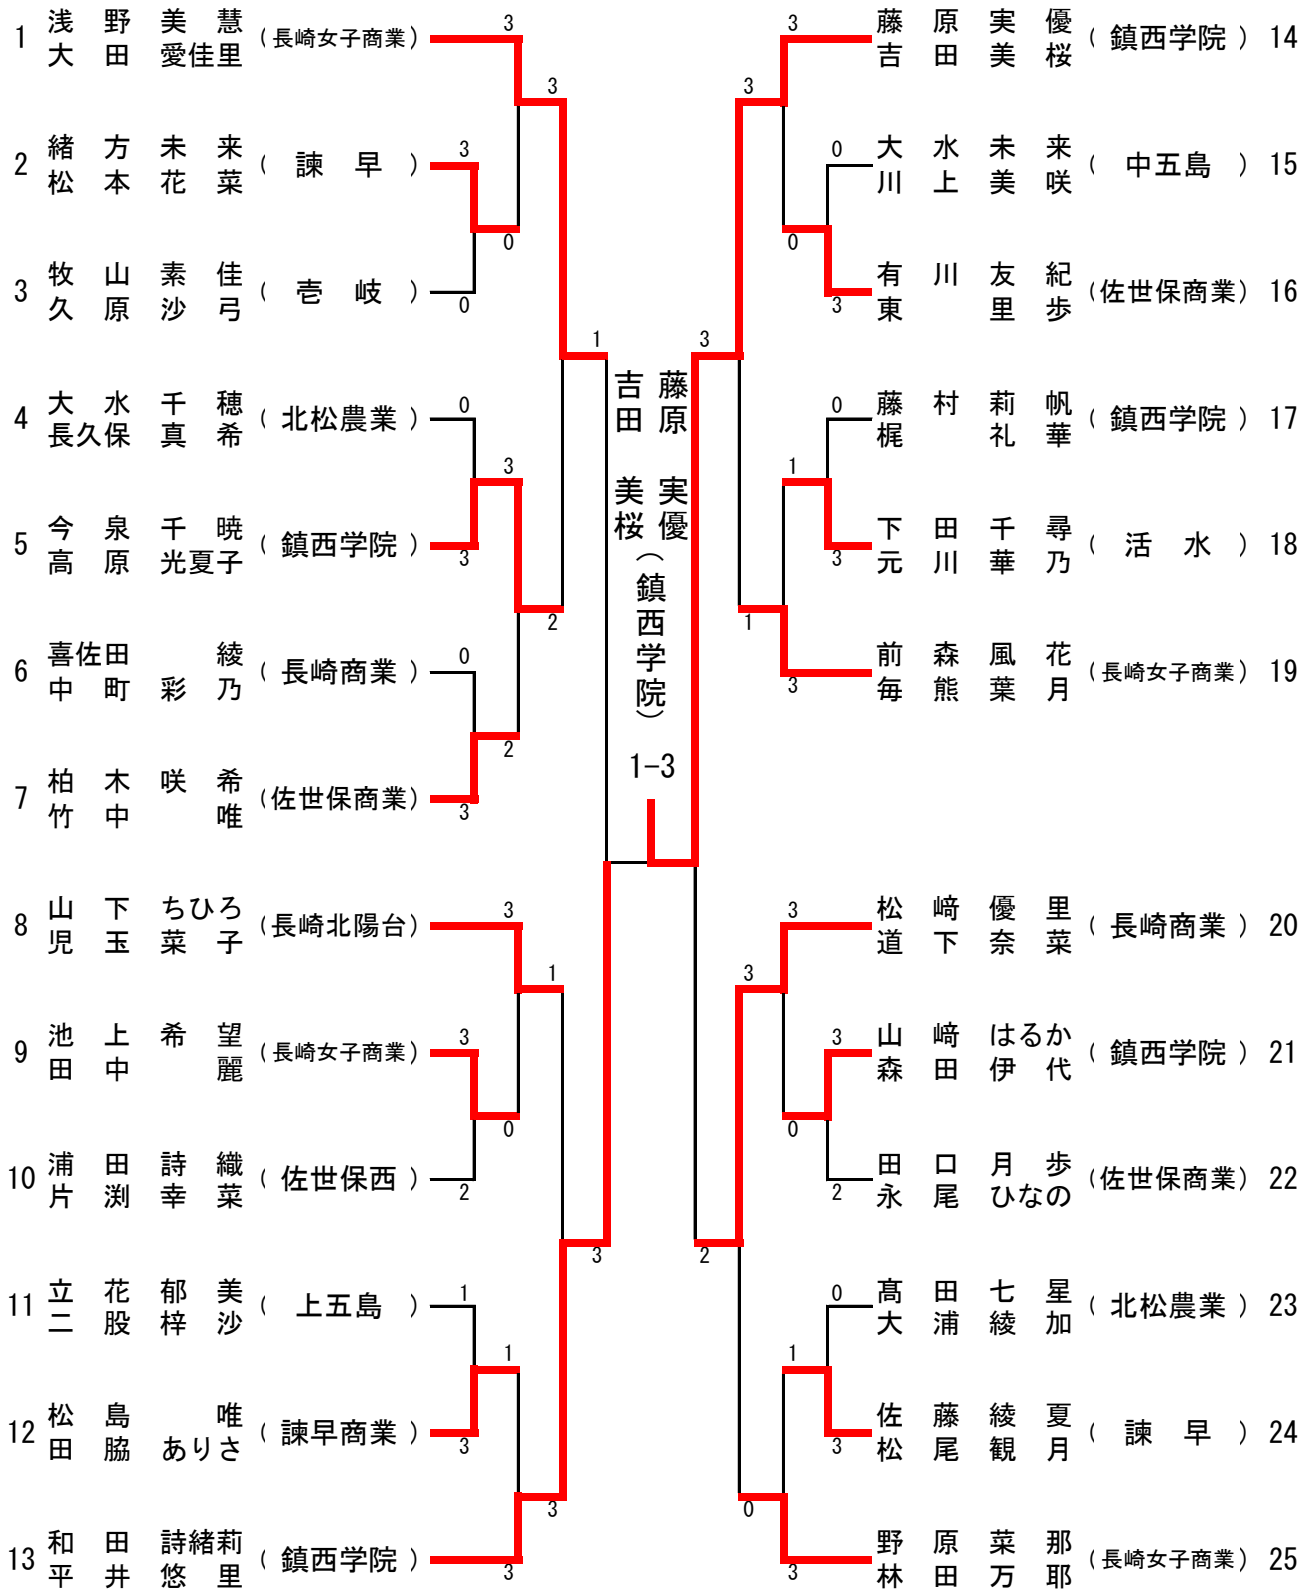 1 浅野美慧 (長崎女子商業)
大田愛佳里
2 緒方未来 (諫早)
松本花菜
3 牧山素佳 (壱岐)
久原沙弓
4 大水千穂 (北松農業)
長久保真希
5 今泉千暁 (鎮西学院)
高原光夏子
6 喜佐田綾 (長崎商業)
中町彩乃
7 柏木咲希 (佐世保商業)
竹中唯
8 山下ちひろ (長崎北陽台)
児玉菜子
9 池上希望 (長崎女子商業)
田中麗
10 浦田詩織 (佐世保西)
片渕幸菜
11 立花郁美 (上五島)
二股梓沙
12 松島唯 (諫早商業)
田脇ありさ
13 和田詩緒莉 (鎮西学院)
平井悠里
3
3
3
0
0
1
0
3
3
2
0
2
3
3
1
3
0
2
3
1
1
3
3
3
藤原実優
吉田美桜
(鎮西学院)
1-3
3
3
0
0
3
3
0
1
3
1
3
3
3
3
0
2
2
0
1
3
0
3
藤原実優 (鎮西学院) 14
吉田美桜
大水未来 (中五島) 15
川上美咲
有川友紀 (佐世保商業) 16
東里歩
藤村莉帆 (鎮西学院) 17
梶礼華
下田千尋 (活水) 18
元川華乃
前森風花 (長崎女子商業) 19
毎熊葉月
松﨑優里 (長崎商業) 20
道下奈菜
山﨑はるか (鎮西学院) 21
森田伊代
田口月歩 (佐世保商業) 22
永尾ひなの
髙田七星 (北松農業) 23
大浦綾加
佐藤綾夏 (諫早) 24
松尾観月
野原菜那 (長崎女子商業) 25
林田万耶